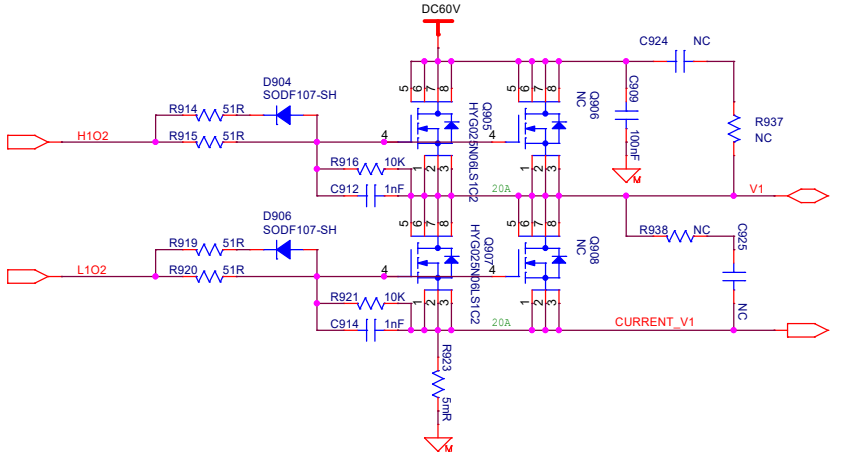 DC60V
C924 NC
D904
SODF107-SH
R914 51R
R915 51R
H1O2
5 6 7 8
Q905
HYG025N06LS1C2
5 6 7 8
Q906
NC
C909
100nF
R937
NC
4
4
R916 10K
C912 1nF
1 2 3
1 2 3
M
20A
V1
D906
SODF107-SH
R919 51R
R920 51R
L1O2
5 6 7 8
Q907
HYG025N06LS1C2
5 6 7 8
Q908
NC
R938 NC
C925
NC
4
4
R921 10K
C914 1nF
1 2 3
1 2 3
20A
CURRENT_V1
R923
5mR
M